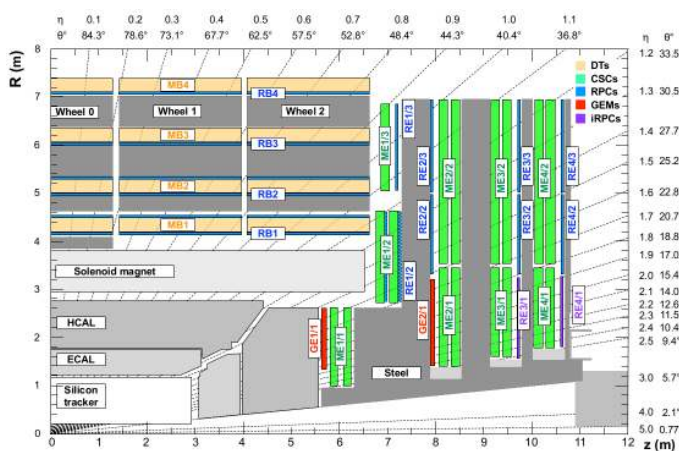 η 0.1 0.2 0.3 0.4 0.5 0.6 0.7 0.8 0.9 1.0 1.1 η θ°
θ° 84.3° 78.6° 73.1° 67.7° 62.5° 57.5° 52.8° 48.4° 44.3° 40.4° 36.8°
R (m)
8
7
6
5
4
3
2
1
0
1.2 33.5°
1.3 30.5°
1.4 27.7°
1.5 25.2°
1.6 22.8°
1.7 20.7°
1.8 18.8°
1.9 17.0°
2.0 15.4°
2.1 14.0°
2.2 12.6°
2.3 11.5°
2.4 10.4°
2.5 9.4°
3.0 5.7°
4.0 2.1°
5.0 0.77°
DTs
CSCs
RPCs
GEMs
iRPCs
MB4
RB4
Wheel 0
Wheel 1
Wheel 2
MB3
RB3
MB2
RB2
MB1
RB1
Solenoid magnet
HCAL
ECAL
Silicon
tracker
Steel
ME1/3
RE1/3
ME1/2
RE1/2
GE1/1
ME1/1
RE2/3
ME2/2
RE2/2
GE2/1
ME2/1
ME3/2
RE3/3
RE3/2
ME3/1
RE3/1
ME4/2
RE4/3
RE4/2
ME4/1
RE4/1
0 1 2 3 4 5 6 7 8 9 10 11 12
z (m)